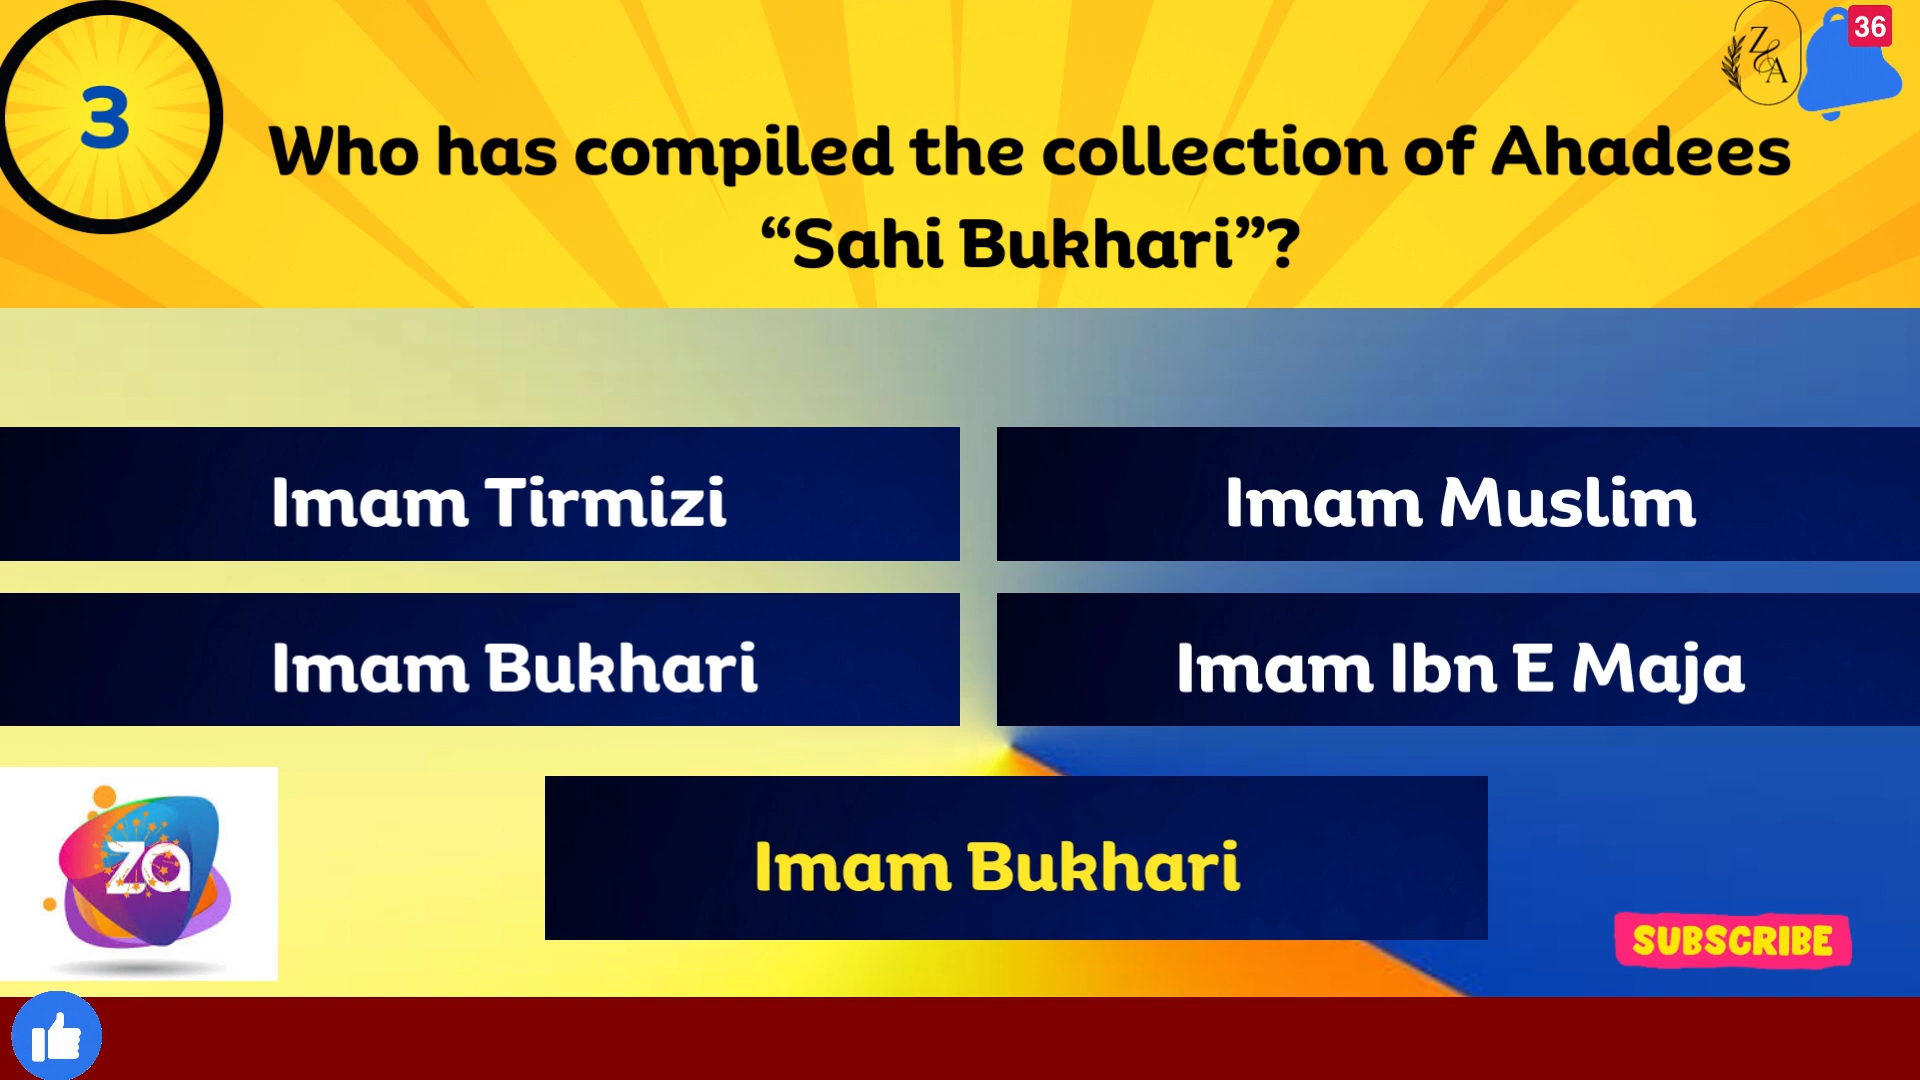 3
36
Z&A
Who has compiled the collection of Ahadees
“Sahi Bukhari”?
Imam Tirmizi
Imam Muslim
Imam Bukhari
Imam Ibn E Maja
za
Imam Bukhari
SUBSCRIBE